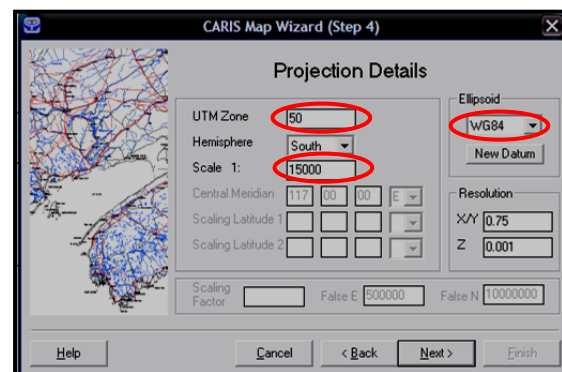 CARIS Map Wizard (Step 4)
Projection Details
UTM Zone 50
Hemisphere South
Scale 1: 15000
Central Meridian 117 00 00 E
Scaling Latitude 1
Scaling Latitude 2
Ellipsoid
WG84
New Datum
Resolution
X/Y 0.75
Z 0.001
Scaling Factor False E 500000 False N 10000000
Help Cancel < Back Next > Finish